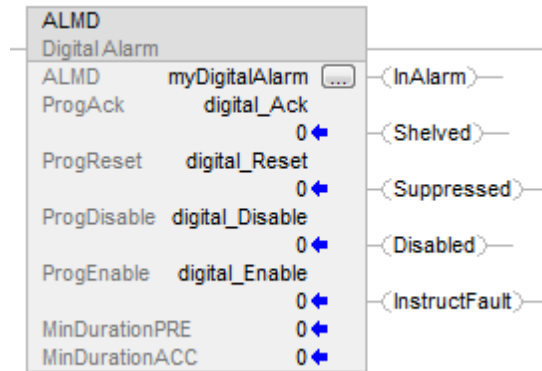 ALMD
Digital Alarm
ALMD myDigitalAlarm ... InAlarm
ProgAck digital_Ack
0 Shelved
ProgReset digital_Reset
0 Suppressed
ProgDisable digital_Disable
0 Disabled
ProgEnable digital_Enable
0 InstructFault
MinDurationPRE 0
MinDurationACC 0